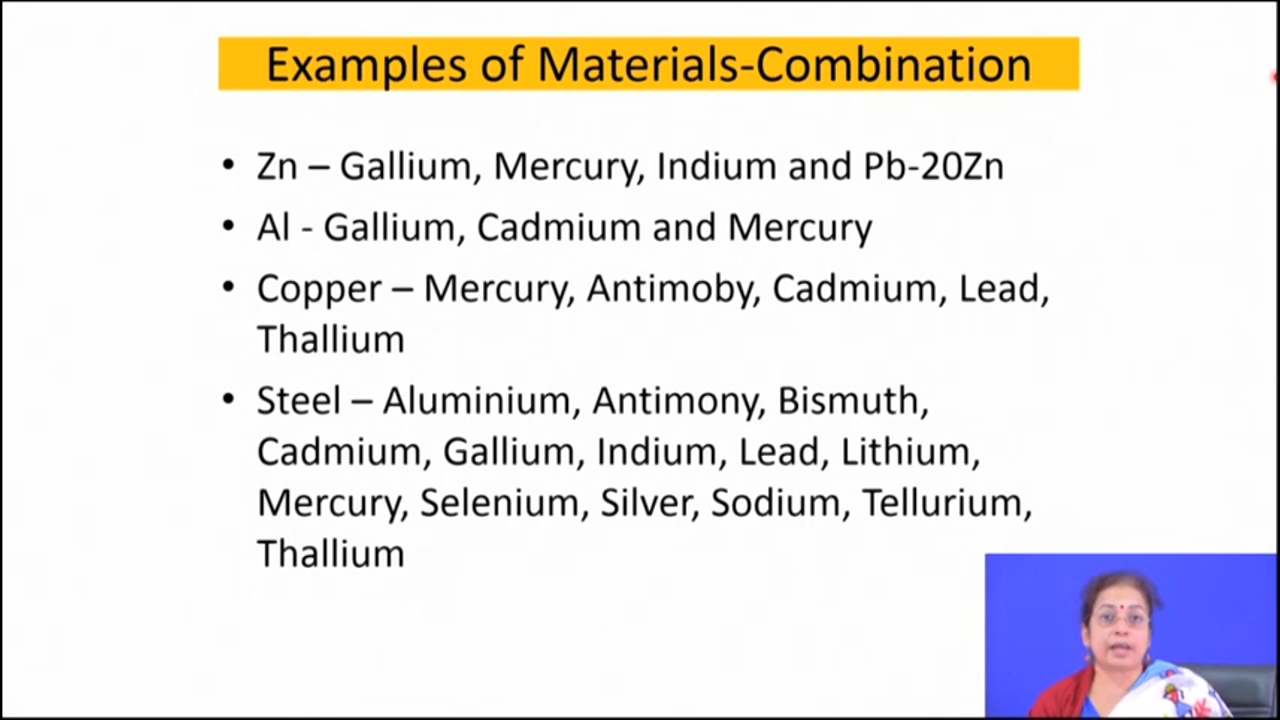 Examples of Materials-Combination
• Zn – Gallium, Mercury, Indium and Pb-20Zn
• Al - Gallium, Cadmium and Mercury
• Copper – Mercury, Antimoby, Cadmium, Lead,
Thallium
• Steel – Aluminium, Antimony, Bismuth,
Cadmium, Gallium, Indium, Lead, Lithium,
Mercury, Selenium, Silver, Sodium, Tellurium,
Thallium